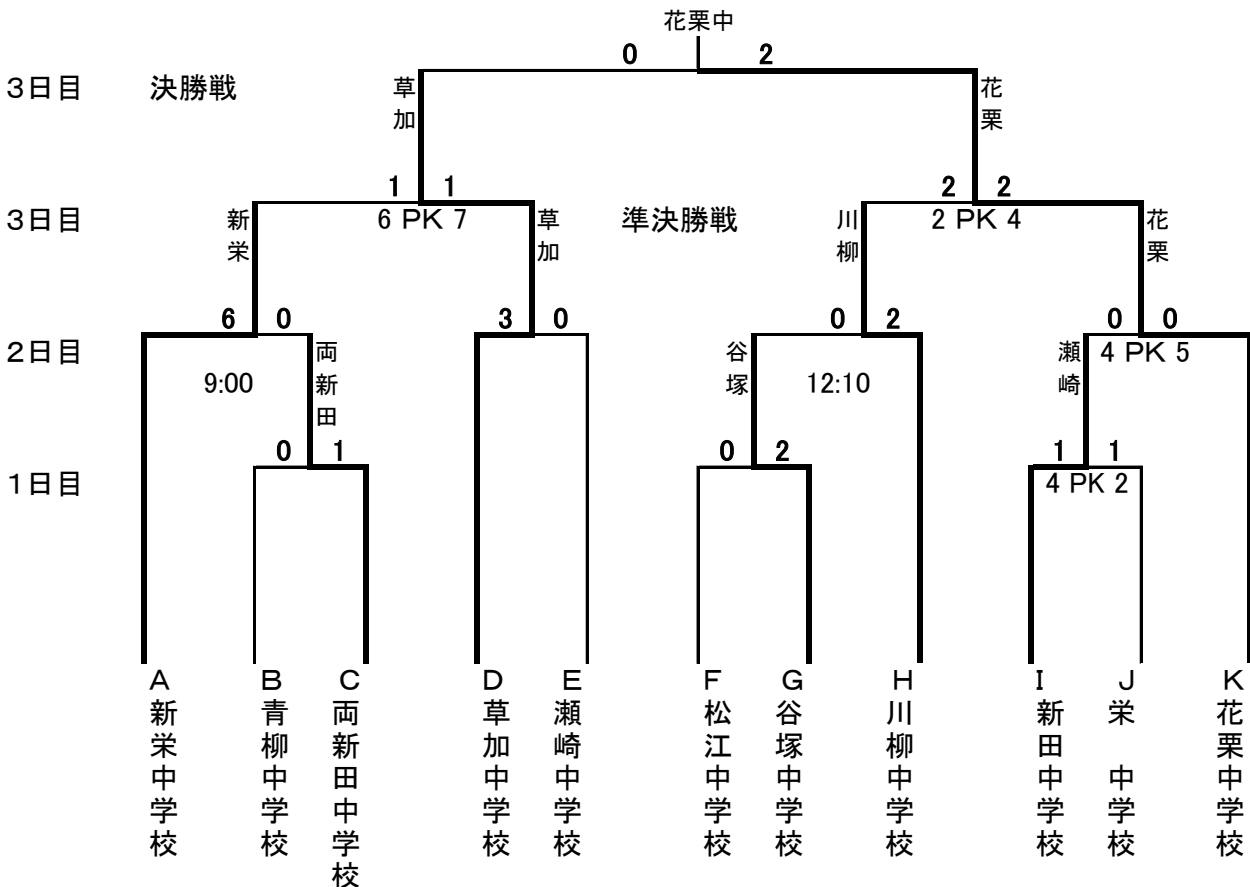 花栗中
0 2
3日目 決勝戦 草加 花栗
1 1 2 2
3日目 新栄 6 PK 7 草加 準決勝戦 川柳 2 PK 4 花栗
6 0 3 0 0 2 0 0
2日目 9:00 両新田 谷塚 12:10 瀬崎 4 PK 5
0 1 0 2 1 1
1日目 4 PK 2
A B C D E F G H I J K
新栄中学校
青柳中学校
両新田中学校
草加中学校
瀬崎中学校
松江中学校
谷塚中学校
川柳中学校
新田中学校
栄 中学校
花栗中学校